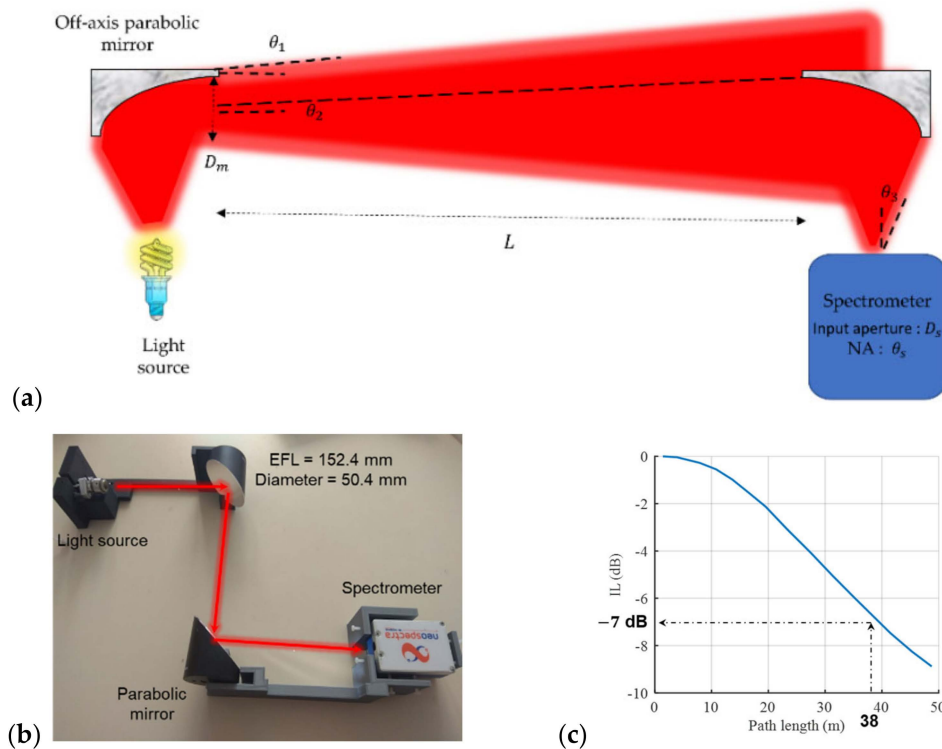 Off-axis parabolic
mirror
θ₁
θ₂
Dₘ
L
θ₃
Light
source
Spectrometer
Input aperture : Dₛ
NA : θₛ
(a)
EFL = 152.4 mm
Diameter = 50.4 mm
Light source
Spectrometer
neospectra
Parabolic
mirror
(b)
0
-2
-4
-6
−7 dB
-8
-10
IL (dB)
0
10
20
30
38
40
50
Path length (m)
(c)